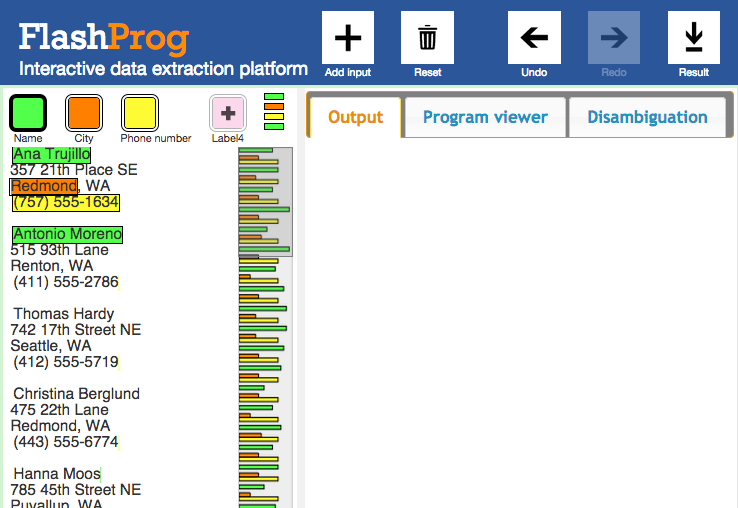 FlashProg
Interactive data extraction platform
Add input
Reset
Undo
Redo
Result
Name
City
Phone number
Label4
Output
Program viewer
Disambiguation
Ana Trujillo
357 21th Place SE
Redmond, WA
(757) 555-1634
Antonio Moreno
515 93th Lane
Renton, WA
(411) 555-2786
Thomas Hardy
742 17th Street NE
Seattle, WA
(412) 555-5719
Christina Berglund
475 22th Lane
Redmond, WA
(443) 555-6774
Hanna Moos
785 45th Street NE
Puyallup, WA